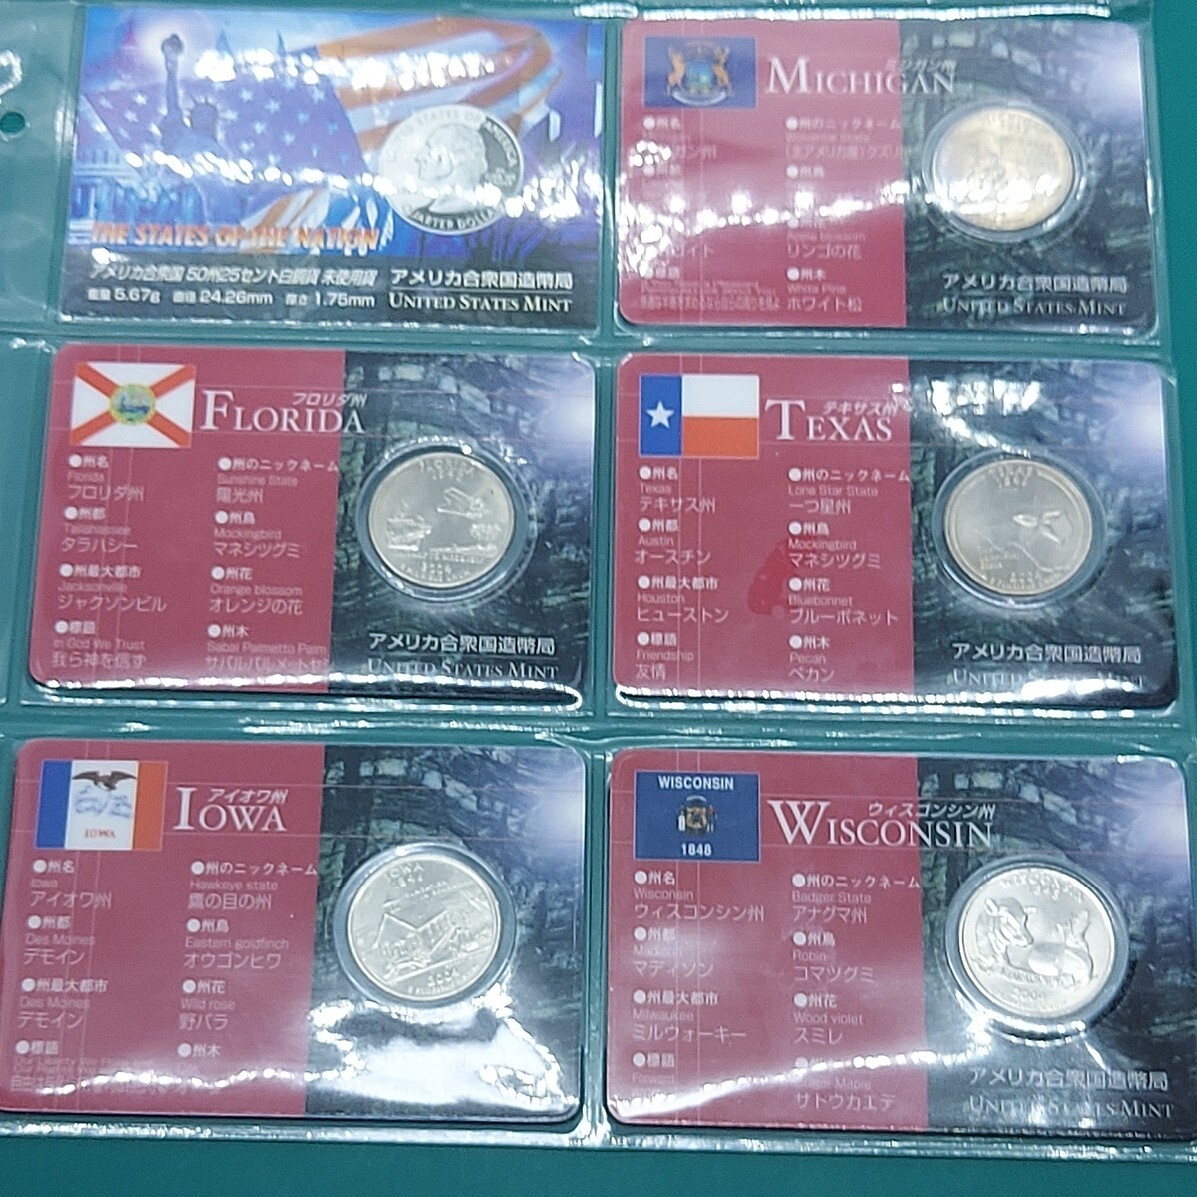 THE STATES OF THE NATION
アメリカ合衆国 50州25セント白銅貨 未使用貨
重量 5.67g 直径 24.26mm 厚さ 1.75mm
アメリカ合衆国造幣局
UNITED STATES MINT
QUARTER DOLLAR
ミシガン州
MICHIGAN
●州名
●州のニックネーム
●州鳥
リンゴの花
●標語
●州木
White Pine
ホワイト松
アメリカ合衆国造幣局
UNITED STATES MINT
フロリダ州
FLORIDA
●州名
Florida
フロリダ州
●州都
Tallahassee
タラハシー
●州最大都市
Jacksonville
ジャクソンビル
●標語
In God We Trust
我ら神を信ず
●州のニックネーム
Sunshine State
陽光州
●州鳥
Mockingbird
マネシツグミ
●州花
Orange blossom
オレンジの花
●州木
Sabal Palmetto Palm
アメリカ合衆国造幣局
UNITED STATES MINT
テキサス州
TEXAS
●州名
Texas
テキサス州
●州都
Austin
オースチン
●州最大都市
Houston
ヒューストン
●標語
Friendship
友情
●州のニックネーム
Lone Star State
一つ星州
●州鳥
Mockingbird
マネシツグミ
●州花
Bluebonnet
ブルーボネット
●州木
Pecan
ペカン
アメリカ合衆国造幣局
UNITED STATES MINT
IOWA
アイオワ州
IOWA
●州名
Iowa
アイオワ州
●州都
Des Moines
デモイン
●州最大都市
Des Moines
デモイン
●標語
●州のニックネーム
Hawkeye state
鷹の目の州
●州鳥
Eastern goldfinch
オウゴンヒワ
●州花
Wild rose
野バラ
●州木
IOWA
2004
WISCONSIN
1848
ウィスコンシン州
WISCONSIN
●州名
Wisconsin
ウィスコンシン州
●州都
Madison
マディソン
●州最大都市
Milwaukee
ミルウォーキー
●標語
Forward
●州のニックネーム
Badger State
アナグマ州
●州鳥
Robin
コマツグミ
●州花
Wood violet
スミレ
Sugar Maple
サトウカエデ
WISCONSIN
2004
アメリカ合衆国造幣局
UNITED STATES MINT